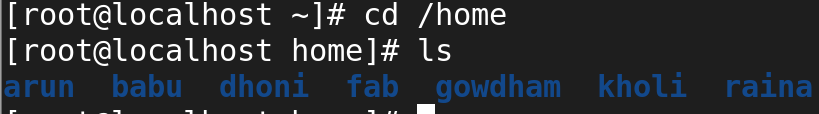 [root@localhost ~]# cd /home
[root@localhost home]# ls
arun  babu  dhoni  fab  gowdham  kholi  raina